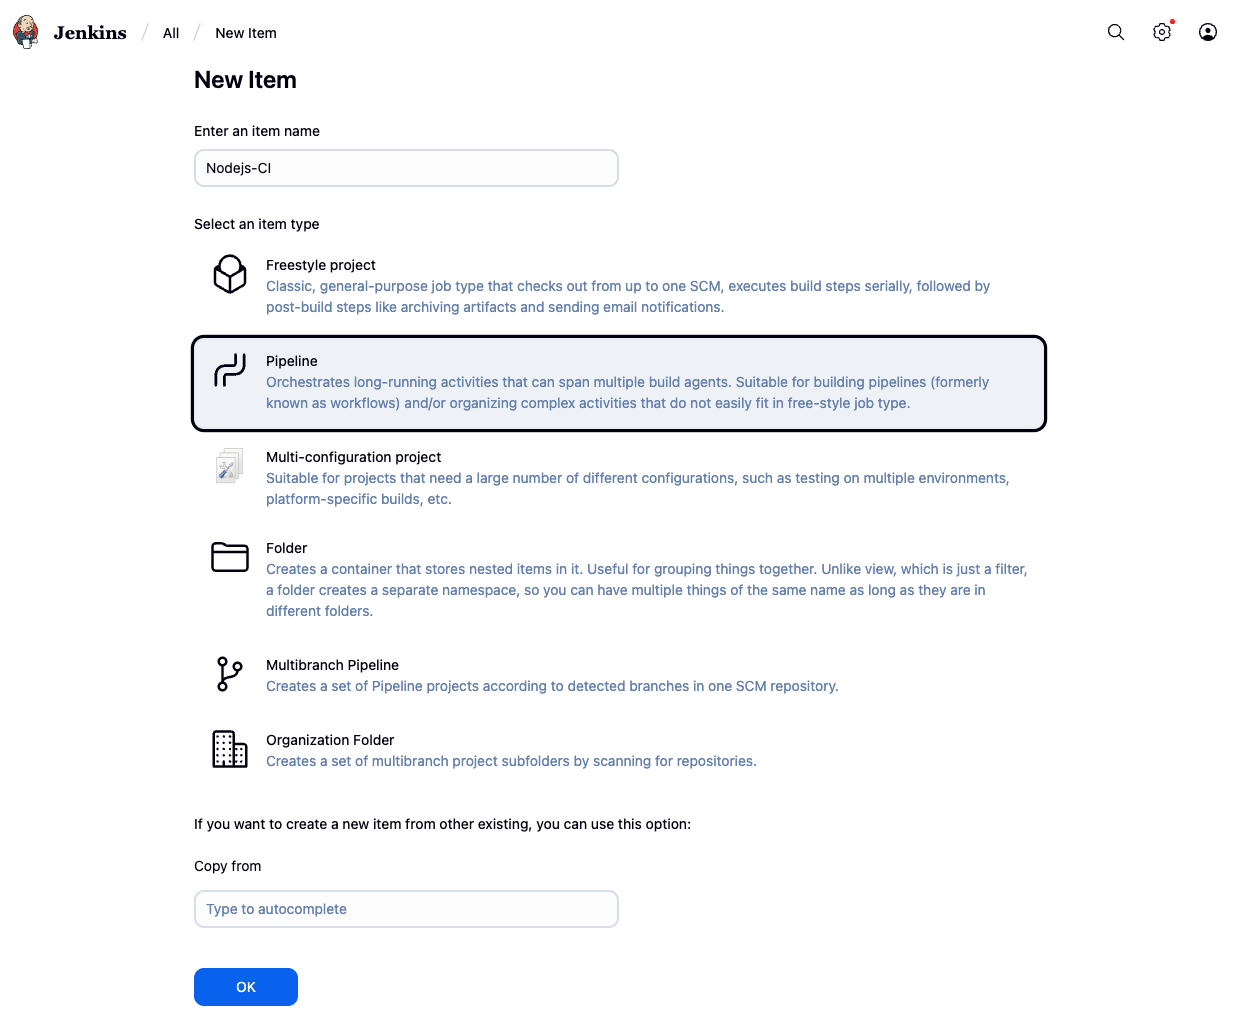 Jenkins / All / New Item
New Item
Enter an item name
Nodejs-CI
Select an item type
Freestyle project
Classic, general-purpose job type that checks out from up to one SCM, executes build steps serially, followed by
post-build steps like archiving artifacts and sending email notifications.
Pipeline
Orchestrates long-running activities that can span multiple build agents. Suitable for building pipelines (formerly
known as workflows) and/or organizing complex activities that do not easily fit in free-style job type.
Multi-configuration project
Suitable for projects that need a large number of different configurations, such as testing on multiple environments,
platform-specific builds, etc.
Folder
Creates a container that stores nested items in it. Useful for grouping things together. Unlike view, which is just a filter,
a folder creates a separate namespace, so you can have multiple things of the same name as long as they are in
different folders.
Multibranch Pipeline
Creates a set of Pipeline projects according to detected branches in one SCM repository.
Organization Folder
Creates a set of multibranch project subfolders by scanning for repositories.
If you want to create a new item from other existing, you can use this option:
Copy from
Type to autocomplete
OK